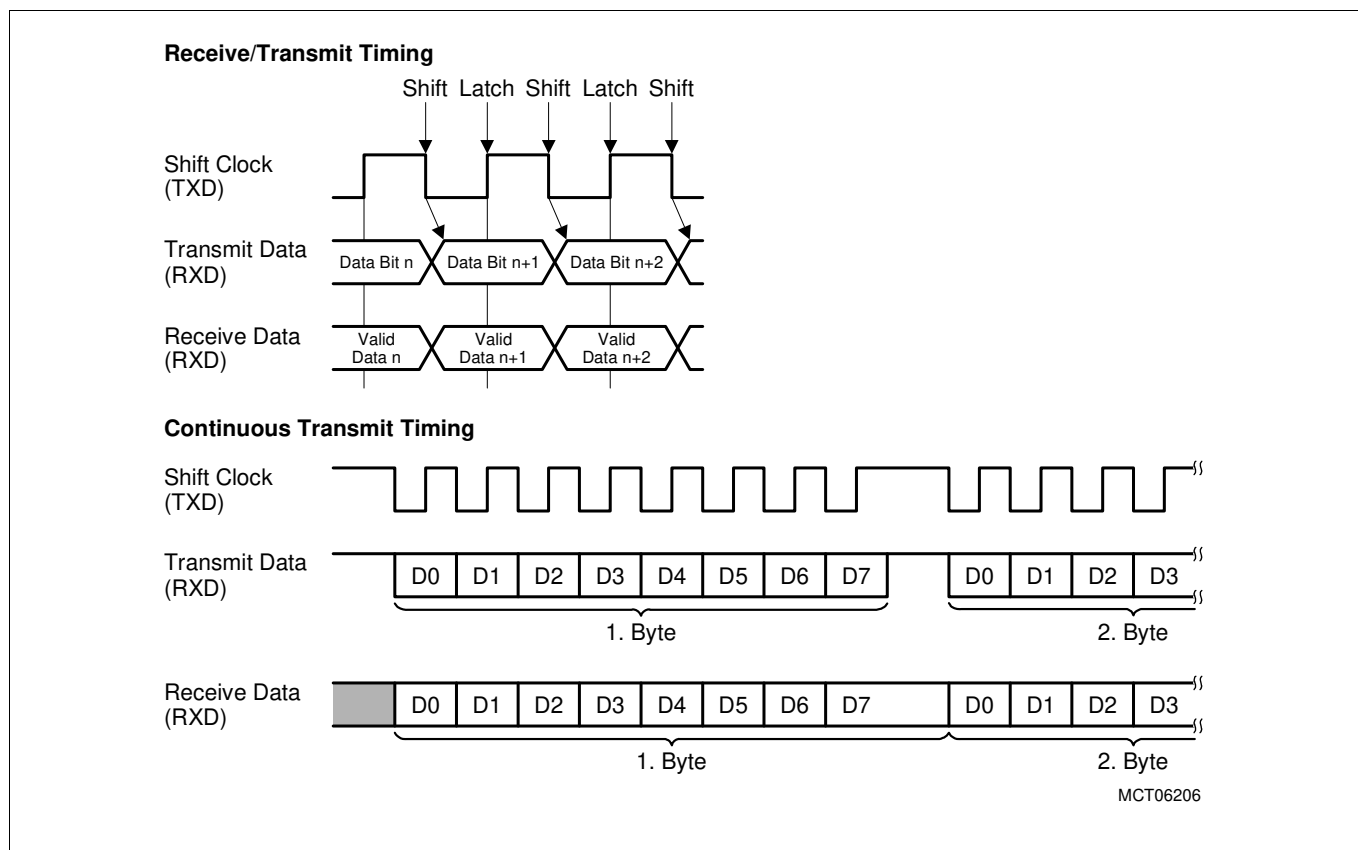 Receive/Transmit Timing
Shift Latch Shift Latch Shift
Shift Clock
(TXD)
Transmit Data
(RXD)
Data Bit n Data Bit n+1 Data Bit n+2
Receive Data
(RXD)
Valid
Data n
Valid
Data n+1
Valid
Data n+2
Continuous Transmit Timing
Shift Clock
(TXD)
Transmit Data
(RXD)
D0 D1 D2 D3 D4 D5 D6 D7 D0 D1 D2 D3
1. Byte 2. Byte
Receive Data
(RXD)
D0 D1 D2 D3 D4 D5 D6 D7 D0 D1 D2 D3
1. Byte 2. Byte
MCT06206